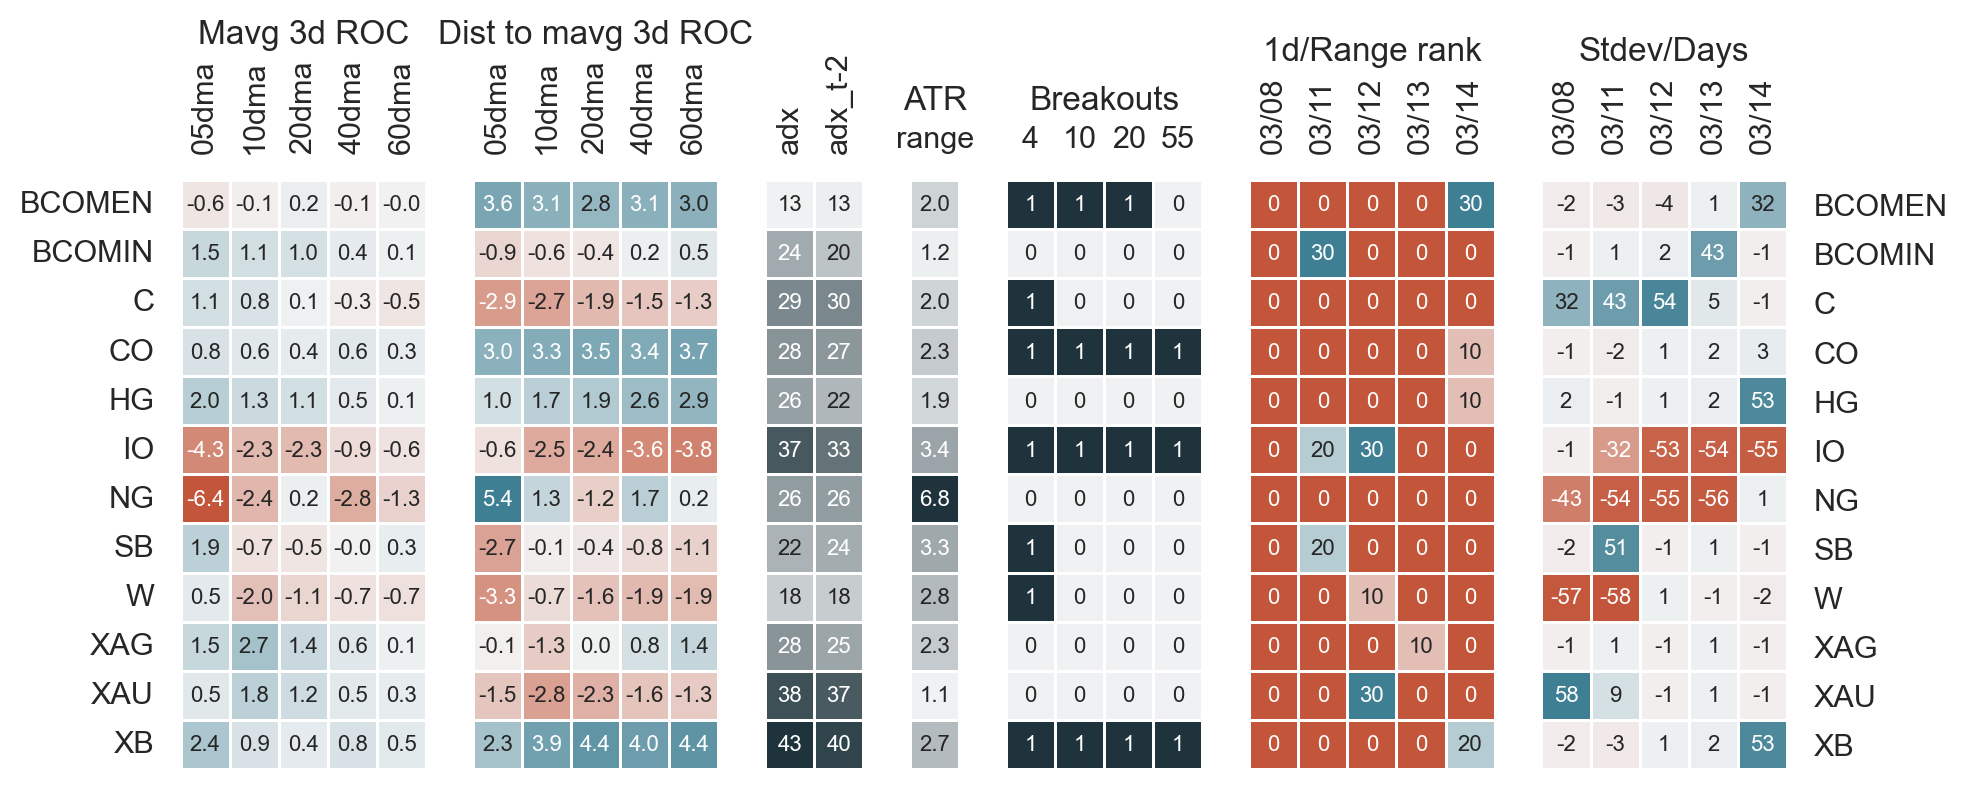 Mavg 3d ROC Dist to mavg 3d ROC 1d/Range rank Stdev/Days
ATR Breakouts
05dma 10dma 20dma 40dma 60dma 05dma 10dma 20dma 40dma 60dma adx adx_t-2 range 4 10 20 55 03/08 03/11 03/12 03/13 03/14 03/08 03/11 03/12 03/13 03/14
BCOMEN -0.6 -0.1 0.2 -0.1 -0.0 3.6 3.1 2.8 3.1 3.0 13 13 2.0 1 1 1 0 0 0 0 0 30 -2 -3 -4 1 32 BCOMEN
BCOMIN 1.5 1.1 1.0 0.4 0.1 -0.9 -0.6 -0.4 0.2 0.5 24 20 1.2 0 0 0 0 0 30 0 0 0 -1 1 2 43 -1 BCOMIN
C 1.1 0.8 0.1 -0.3 -0.5 -2.9 -2.7 -1.9 -1.5 -1.3 29 30 2.0 1 0 0 0 0 0 0 0 0 32 43 54 5 -1 C
CO 0.8 0.6 0.4 0.6 0.3 3.0 3.3 3.5 3.4 3.7 28 27 2.3 1 1 1 1 0 0 0 0 10 -1 -2 1 2 3 CO
HG 2.0 1.3 1.1 0.5 0.1 1.0 1.7 1.9 2.6 2.9 26 22 1.9 0 0 0 0 0 0 0 0 10 2 -1 1 2 53 HG
IO -4.3 -2.3 -2.3 -0.9 -0.6 -0.6 -2.5 -2.4 -3.6 -3.8 37 33 3.4 1 1 1 1 0 20 30 0 0 -1 -32 -53 -54 -55 IO
NG -6.4 -2.4 0.2 -2.8 -1.3 5.4 1.3 -1.2 1.7 0.2 26 26 6.8 0 0 0 0 0 0 0 0 0 -43 -54 -55 -56 1 NG
SB 1.9 -0.7 -0.5 -0.0 0.3 -2.7 -0.1 -0.4 -0.8 -1.1 22 24 3.3 1 0 0 0 0 20 0 0 0 -2 51 -1 1 -1 SB
W 0.5 -2.0 -1.1 -0.7 -0.7 -3.3 -0.7 -1.6 -1.9 -1.9 18 18 2.8 1 0 0 0 0 0 10 0 0 -57 -58 1 -1 -2 W
XAG 1.5 2.7 1.4 0.6 0.1 -0.1 -1.3 0.0 0.8 1.4 28 25 2.3 0 0 0 0 0 0 0 10 0 -1 1 -1 1 -1 XAG
XAU 0.5 1.8 1.2 0.5 0.3 -1.5 -2.8 -2.3 -1.6 -1.3 38 37 1.1 0 0 0 0 0 0 30 0 0 58 9 -1 1 -1 XAU
XB 2.4 0.9 0.4 0.8 0.5 2.3 3.9 4.4 4.0 4.4 43 40 2.7 1 1 1 1 0 0 0 0 20 -2 -3 1 2 53 XB